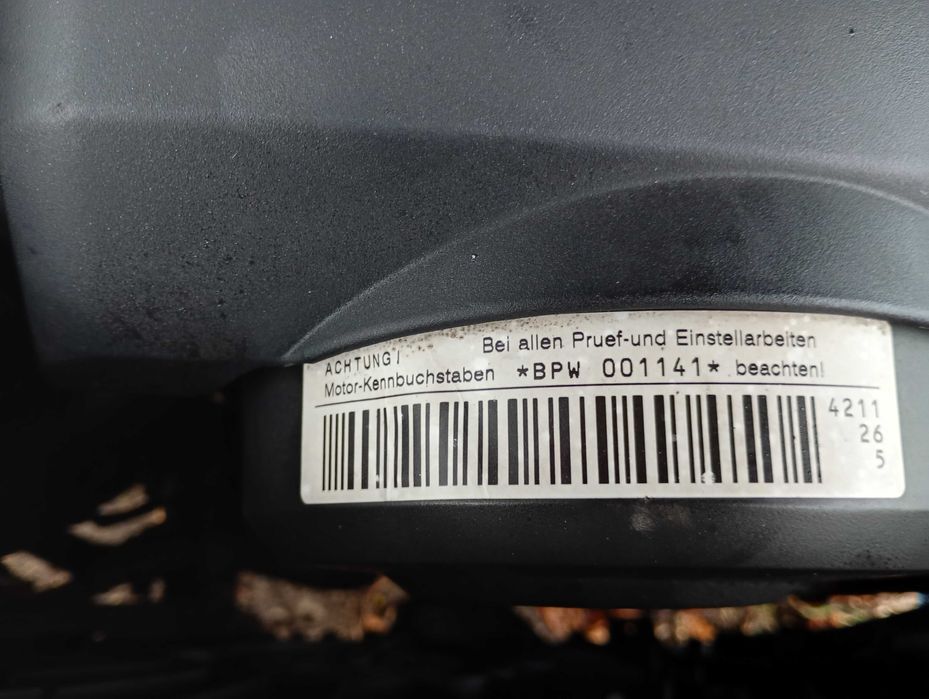 ACHTUNG! Bei allen Pruef-und Einstellarbeiten
Motor-Kennbuchstaben *BPW 001141* beachten!
4211
26
5